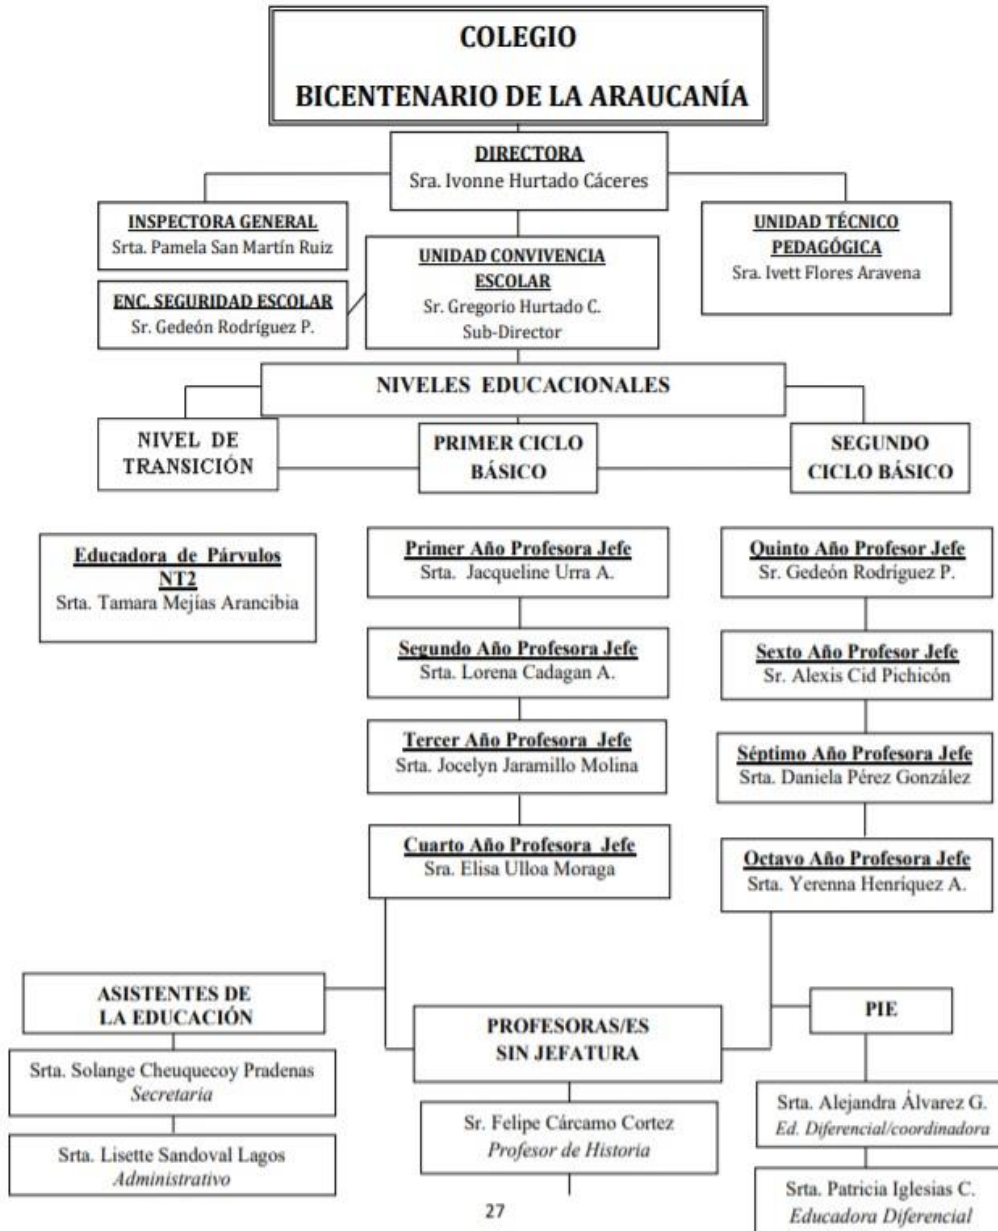 COLEGIO
BICENTENARIO DE LA ARAUCANÍA
DIRECTORA
Sra. Ivonne Hurtado Cáceres
INSPECTORA GENERAL
Srta. Pamela San Martín Ruiz
UNIDAD CONVIVENCIA
ESCOLAR
Sr. Gregorio Hurtado C.
Sub-Director
UNIDAD TÉCNICO
PEDAGÓGICA
Sra. Ivett Flores Aravena
ENC. SEGURIDAD ESCOLAR
Sr. Gedeón Rodríguez P.
NIVELES EDUCACIONALES
NIVEL DE
TRANSICIÓN
PRIMER CICLO
BÁSICO
SEGUNDO
CICLO BÁSICO
Educadora de Párvulos
NT2
Srta. Tamara Mejías Arancibia
Primer Año Profesora Jefe
Srta. Jacqueline Urra A.
Segundo Año Profesora Jefe
Srta. Lorena Cadagan A.
Tercer Año Profesora Jefe
Srta. Jocelyn Jaramillo Molina
Cuarto Año Profesora Jefe
Sra. Elisa Ulloa Moraga
Quinto Año Profesor Jefe
Sr. Gedeón Rodríguez P.
Sexto Año Profesor Jefe
Sr. Alexis Cid Pichicón
Séptimo Año Profesora Jefe
Srta. Daniela Pérez González
Octavo Año Profesora Jefe
Srta. Yerenna Henríquez A.
ASISTENTES DE
LA EDUCACIÓN
Srta. Solange Cheuquecoy Pradenas
Secretaria
Srta. Lisette Sandoval Lagos
Administrativo
PROFESORAS/ES
SIN JEFATURA
Sr. Felipe Cárcamo Cortez
Profesor de Historia
PIE
Srta. Alejandra Álvarez G.
Ed. Diferencial/coordinadora
Srta. Patricia Iglesias C.
Educadora Diferencial
27